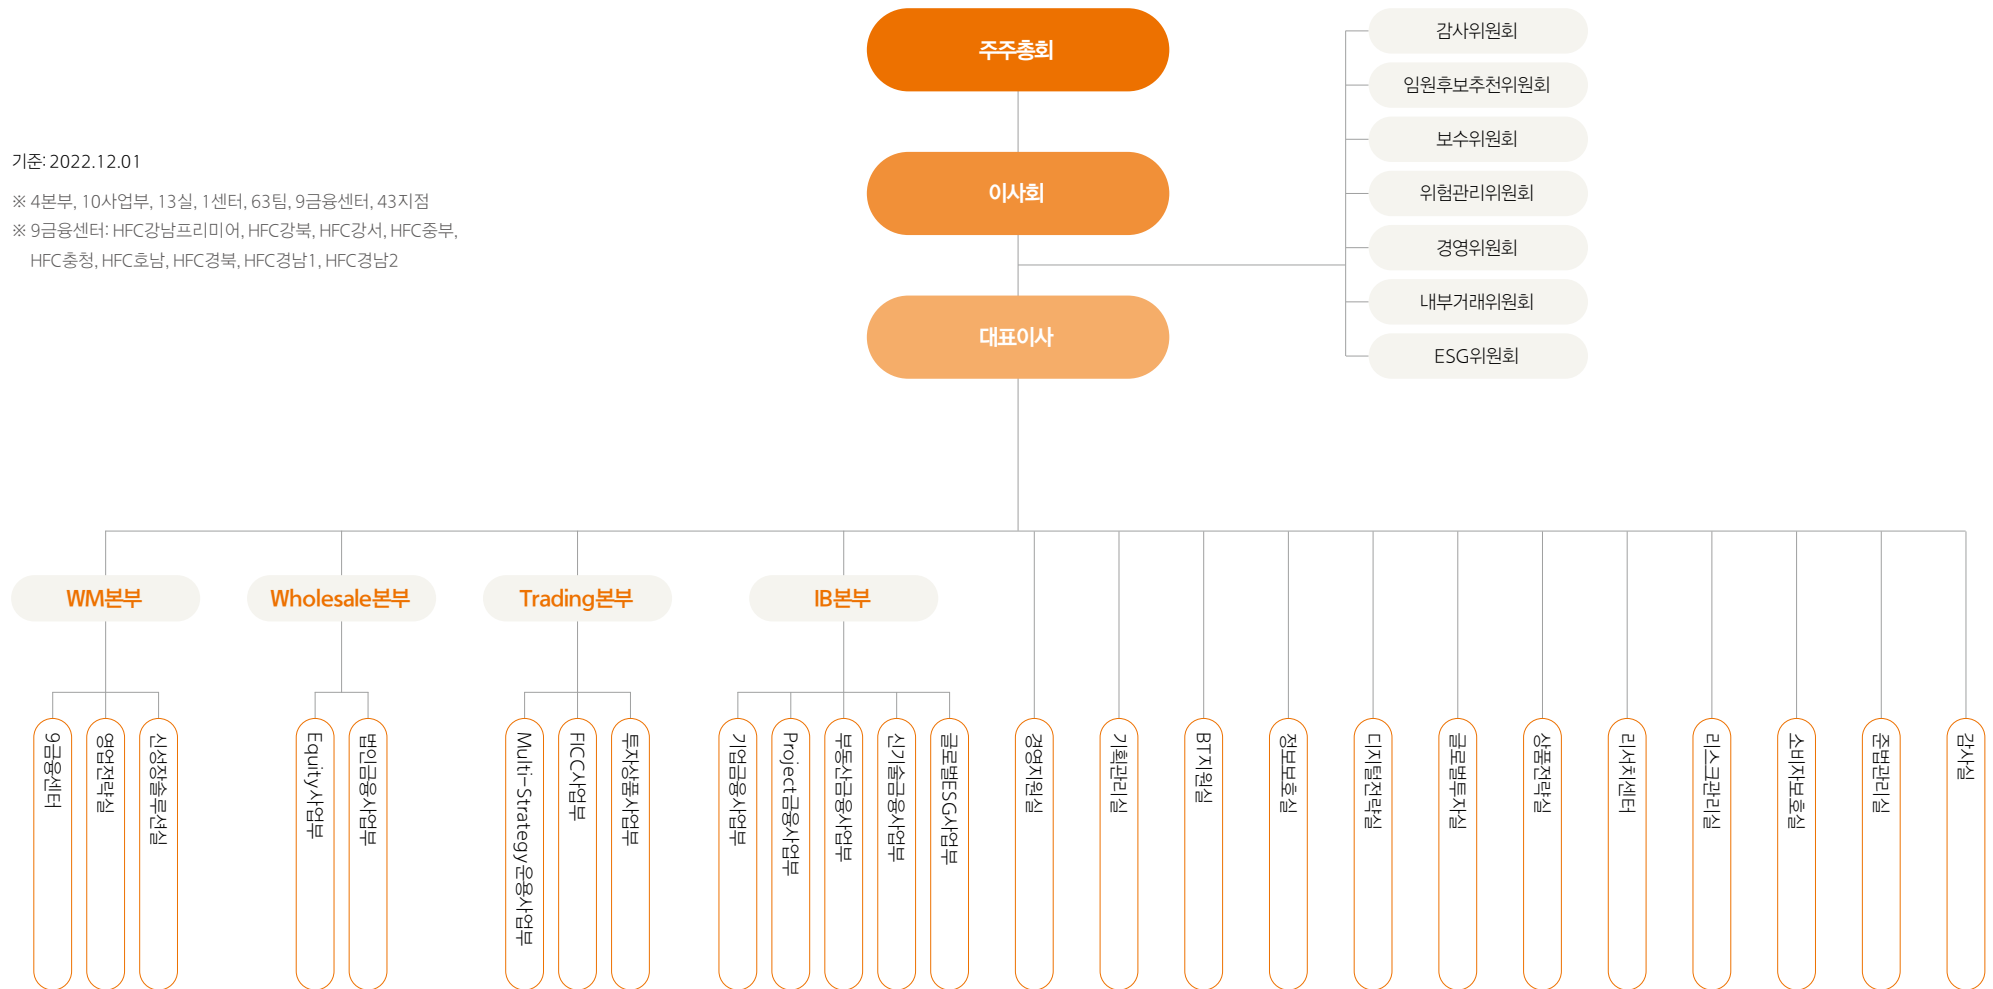 주주총회
이사회
대표이사
감사위원회
임원후보추천위원회
보수위원회
위험관리위원회
경영위원회
내부거래위원회
ESG위원회
기준: 2022.12.01
※ 4본부, 10사업부, 13실, 1센터, 63팀, 9금융센터, 43지점
※ 9금융센터: HFC강남프리미어, HFC강북, HFC강서, HFC중부,
HFC충청, HFC호남, HFC경북, HFC경남1, HFC경남2
WM본부
Wholesale본부
Trading본부
IB본부
9금융센터
영업전략실
신성장솔루션실
Equity사업부
법인금융사업부
Multi-Strategy운용사업부
FICC사업부
투자상품사업부
기업금융사업부
Project금융사업부
부동산금융사업부
신기술금융사업부
글로벌ESG사업부
경영지원실
기획관리실
BT지원실
정보보호실
디지털전략실
글로벌투자실
상품전략실
리서치센터
리스크관리실
소비자보호실
준법관리실
감사실